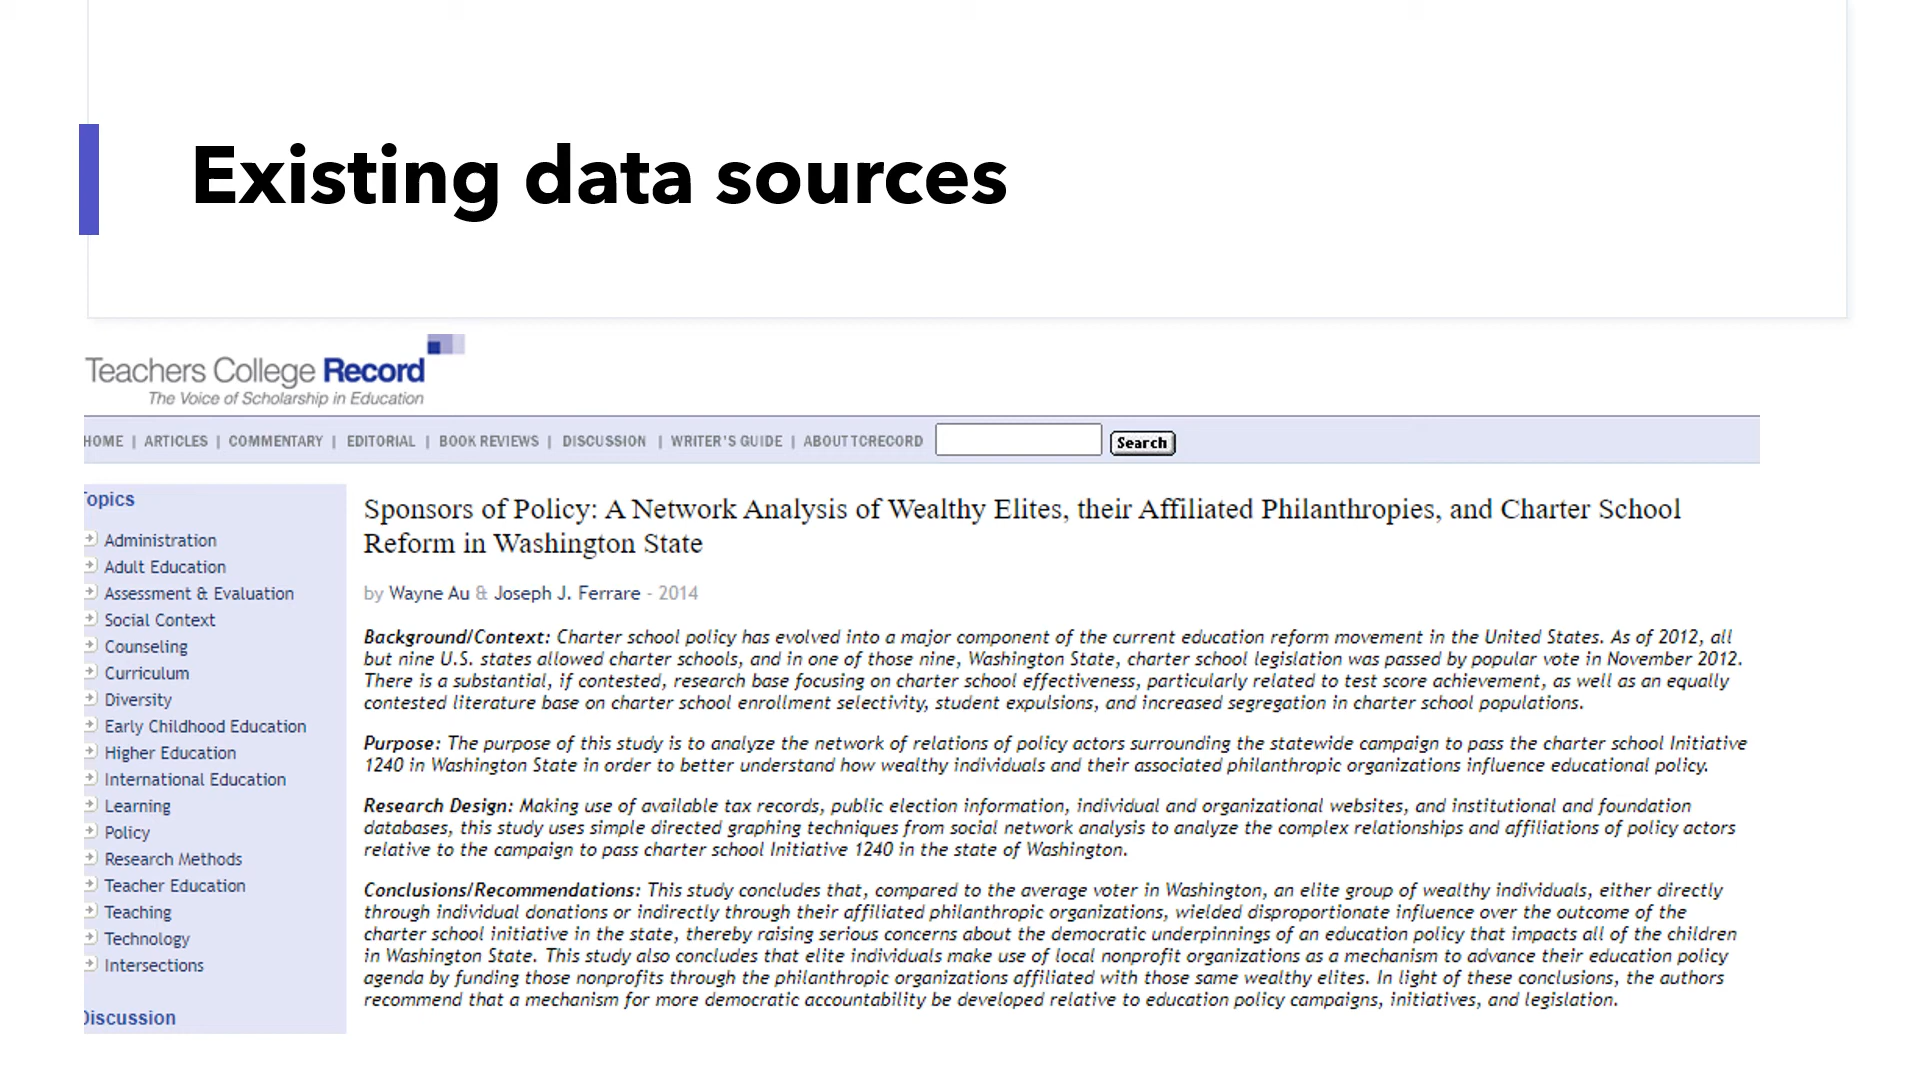 Existing data sources
Teachers College Record
The Voice of Scholarship in Education
HOME | ARTICLES | COMMENTARY | EDITORIAL | BOOK REVIEWS | DISCUSSION | WRITER'S GUIDE | ABOUT TCRECORD Search
Topics
Administration
Adult Education
Assessment & Evaluation
Social Context
Counseling
Curriculum
Diversity
Early Childhood Education
Higher Education
International Education
Learning
Policy
Research Methods
Teacher Education
Teaching
Technology
Intersections
Discussion
Sponsors of Policy: A Network Analysis of Wealthy Elites, their Affiliated Philanthropies, and Charter School
Reform in Washington State
by Wayne Au & Joseph J. Ferrare - 2014
Background/Context: Charter school policy has evolved into a major component of the current education reform movement in the United States. As of 2012, all
but nine U.S. states allowed charter schools, and in one of those nine, Washington State, charter school legislation was passed by popular vote in November 2012.
There is a substantial, if contested, research base focusing on charter school effectiveness, particularly related to test score achievement, as well as an equally
contested literature base on charter school enrollment selectivity, student expulsions, and increased segregation in charter school populations.
Purpose: The purpose of this study is to analyze the network of relations of policy actors surrounding the statewide campaign to pass the charter school Initiative
1240 in Washington State in order to better understand how wealthy individuals and their associated philanthropic organizations influence educational policy.
Research Design: Making use of available tax records, public election information, individual and organizational websites, and institutional and foundation
databases, this study uses simple directed graphing techniques from social network analysis to analyze the complex relationships and affiliations of policy actors
relative to the campaign to pass charter school Initiative 1240 in the state of Washington.
Conclusions/Recommendations: This study concludes that, compared to the average voter in Washington, an elite group of wealthy individuals, either directly
through individual donations or indirectly through their affiliated philanthropic organizations, wielded disproportionate influence over the outcome of the
charter school initiative in the state, thereby raising serious concerns about the democratic underpinnings of an education policy that impacts all of the children
in Washington State. This study also concludes that elite individuals make use of local nonprofit organizations as a mechanism to advance their education policy
agenda by funding those nonprofits through the philanthropic organizations affiliated with those same wealthy elites. In light of these conclusions, the authors
recommend that a mechanism for more democratic accountability be developed relative to education policy campaigns, initiatives, and legislation.